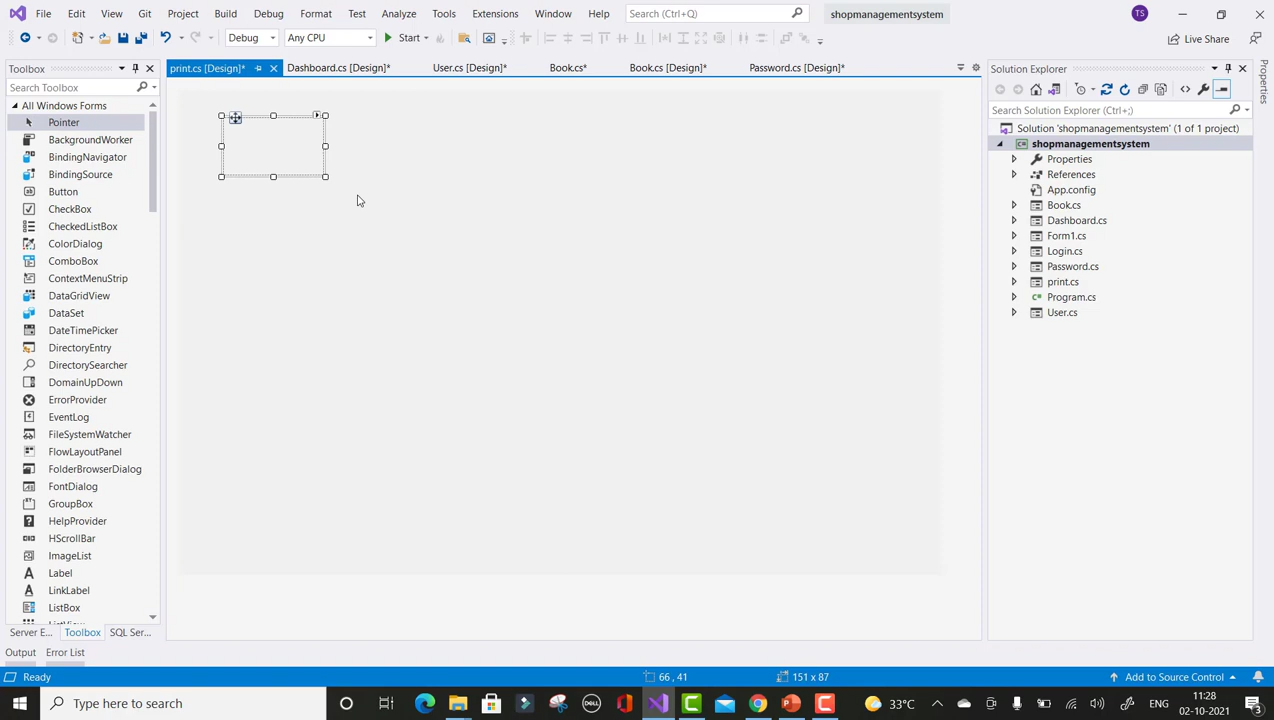 File Edit View Git Project Build Debug Format Test Analyze Tools Extensions Window Help Search (Ctrl+Q) shopmanagementsystem TS
Debug Any CPU Start Live Share
Toolbox
print.cs [Design]* Dashboard.cs [Design]* User.cs [Design]* Book.cs* Book.cs [Design]* Password.cs [Design]*
Solution Explorer
Properties
Search Toolbox
All Windows Forms
Pointer
BackgroundWorker
BindingNavigator
BindingSource
Button
CheckBox
CheckedListBox
ColorDialog
ComboBox
ContextMenuStrip
DataGridView
DataSet
DateTimePicker
DirectoryEntry
DirectorySearcher
DomainUpDown
ErrorProvider
EventLog
FileSystemWatcher
FlowLayoutPanel
FolderBrowserDialog
FontDialog
GroupBox
HelpProvider
HScrollBar
ImageList
Label
LinkLabel
ListBox
Server E... Toolbox SQL Ser...
Search Solution Explorer (Ctrl+;)
Solution 'shopmanagementsystem' (1 of 1 project)
shopmanagementsystem
Properties
References
App.config
Book.cs
Dashboard.cs
Form1.cs
Login.cs
Password.cs
print.cs
Program.cs
User.cs
Output Error List
Ready 66 , 41 151 x 87 Add to Source Control
Type here to search DELL 33°C ENG 11:28
02-10-2021 3